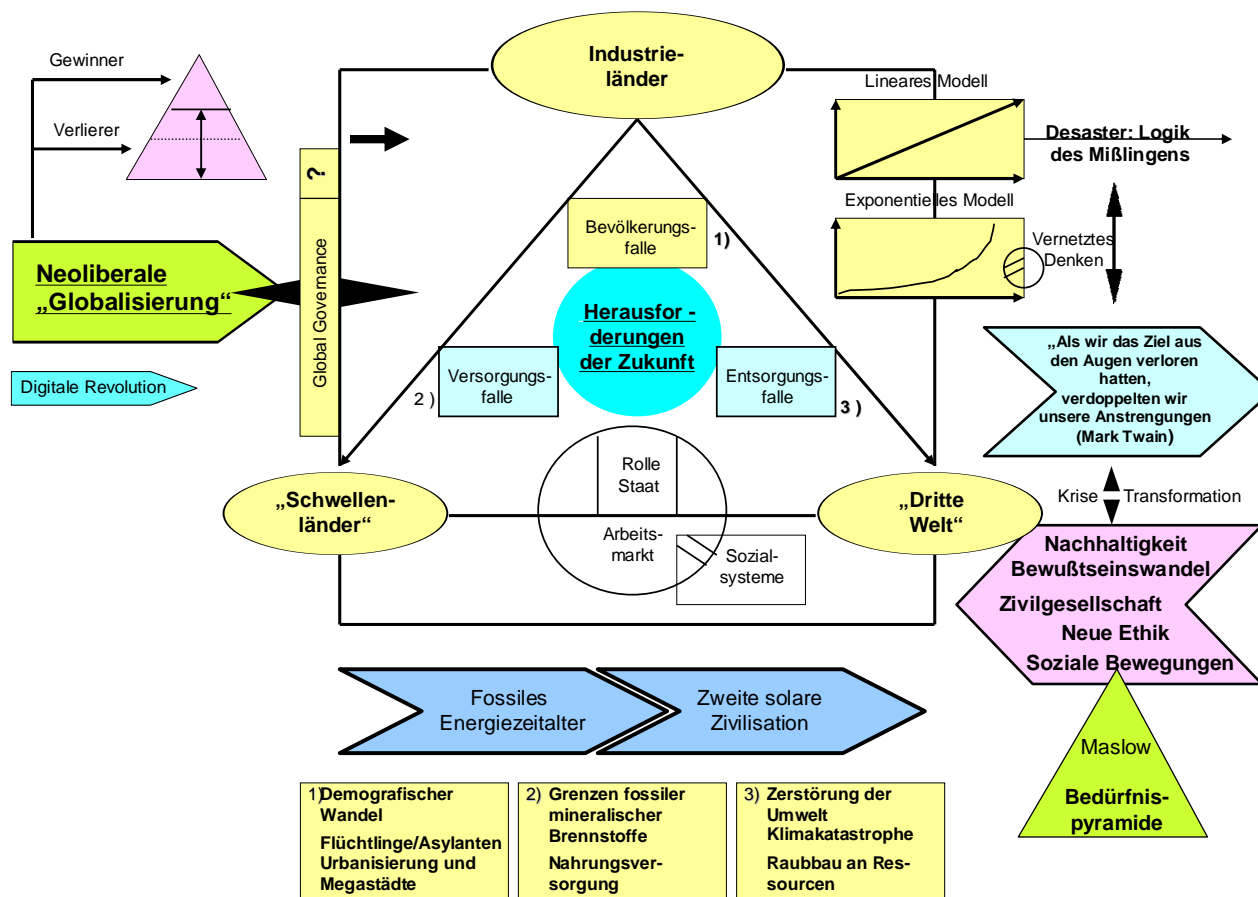 Gewinner
Verlierer
Neoliberale
„Globalisierung“
Digitale Revolution
?
Global Governance
Industrie-
länder
Lineares Modell
Desaster: Logik
des Mißlingens
Exponentielles Modell
Vernetztes
Denken
Bevölkerungs-
falle
1)
Herausfor -
derungen
der Zukunft
2 )
Versorgungs-
falle
Entsorgungs-
falle
3 )
„Als wir das Ziel aus
den Augen verloren
hatten,
verdoppelten wir
unsere Anstrengungen
(Mark Twain)
Rolle
Staat
„Schwellen-
länder“
„Dritte
Welt“
Arbeits-
markt
Sozial-
systeme
Krise
Transformation
Nachhaltigkeit
Bewußtseinswandel
Zivilgesellschaft
Neue Ethik
Soziale Bewegungen
Fossiles
Energiezeitalter
Zweite solare
Zivilisation
Maslow
Bedürfnis-
pyramide
1) Demografischer
Wandel
Flüchtlinge/Asylanten
Urbanisierung und
Megastädte
2) Grenzen fossiler
mineralischer
Brennstoffe
Nahrungsver-
sorgung
3) Zerstörung der
Umwelt
Klimakatastrophe
Raubbau an Res-
sourcen